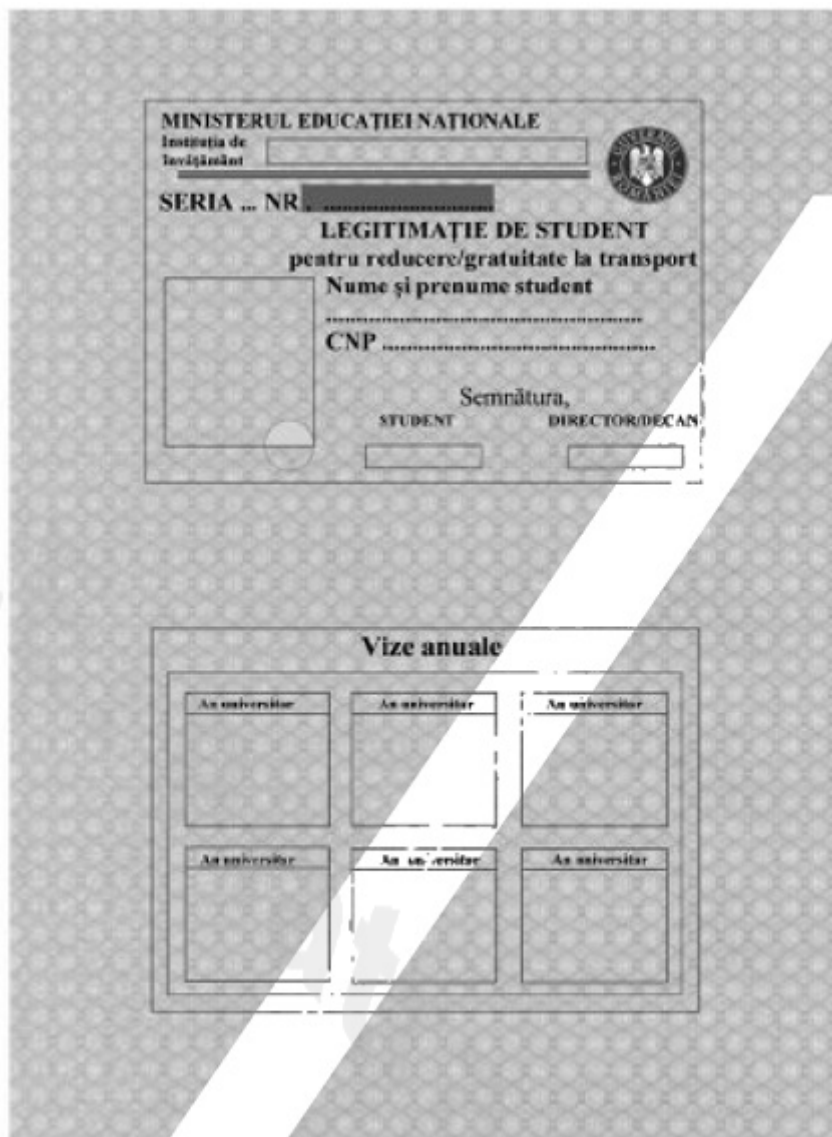 MINISTERUL EDUCAȚIEI NAȚIONALE
Instituția de
învățământ
GUVERNUL ROMÂNIEI
SERIA ... NR. ..............................
LEGITIMAȚIE DE STUDENT
pentru reducere/gratuitate la transport
Nume și prenume student
.......................................................
CNP ...............................................
Semnătura,
STUDENT DIRECTOR/DECAN
Vize anuale
An universitar An universitar An universitar
An universitar An universitar An universitar